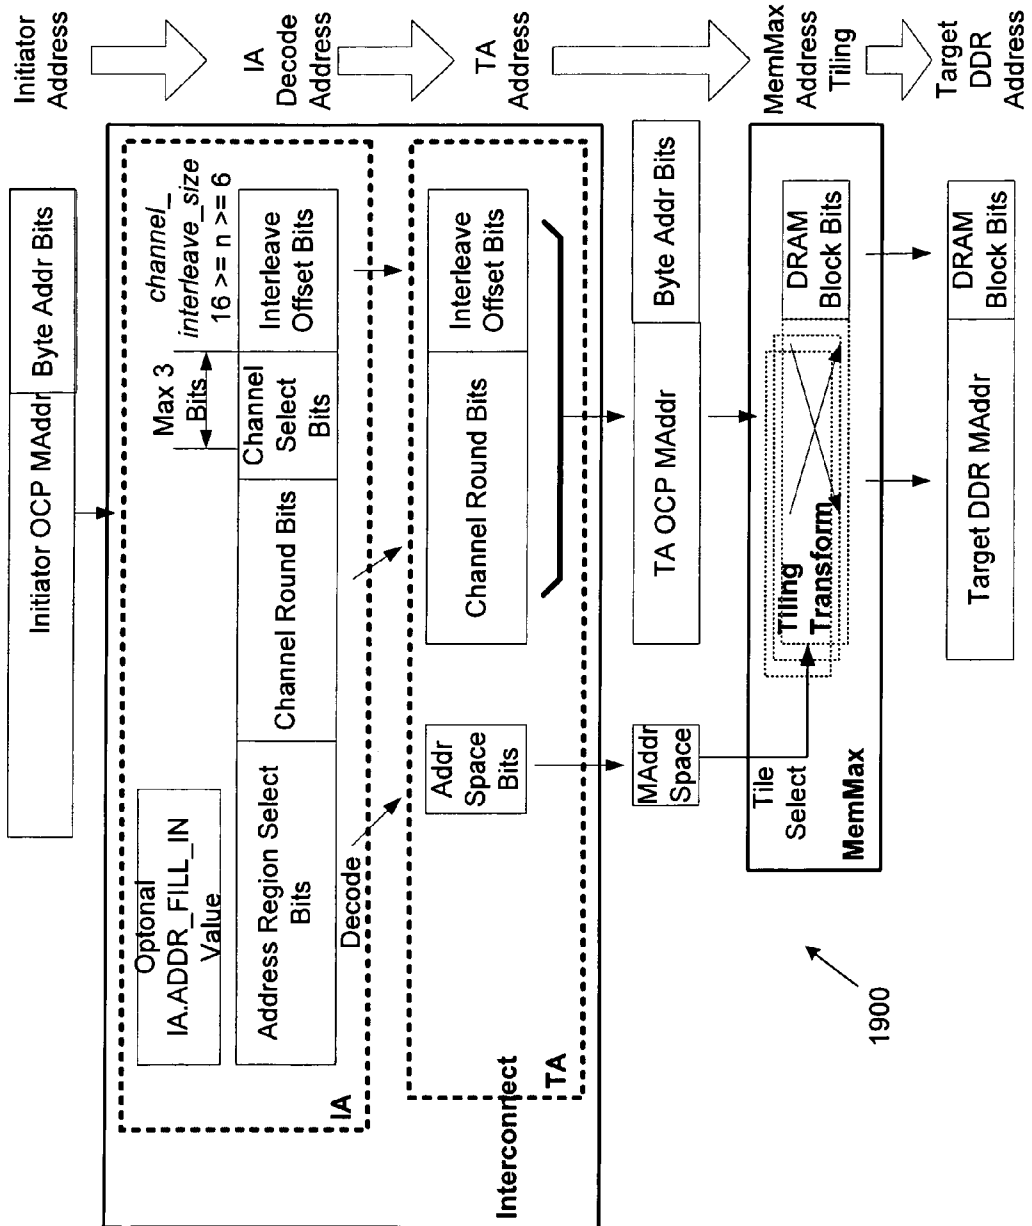 Initiator
Address
IA
Decode
Address
TA
Address
MemMax
Address
Tiling
Target
DDR
Address
Initiator OCP MAddr
Byte Addr Bits
Optonal
IA.ADDR_FILL_IN
Value
Max 3
Bits
channel_
interleave_size
16 >= n >= 6
Address Region Select
Bits
Channel Round Bits
Channel
Select
Bits
Interleave
Offset Bits
IA
Decode
Addr
Space
Bits
Channel Round Bits
Interleave
Offset Bits
TA
Interconnect
MAddr
Space
TA OCP MAddr
Byte Addr Bits
Tile
Select
Tiling
Transform
DRAM
Block Bits
MemMax
Target DDR MAddr
DRAM
Block Bits
1900